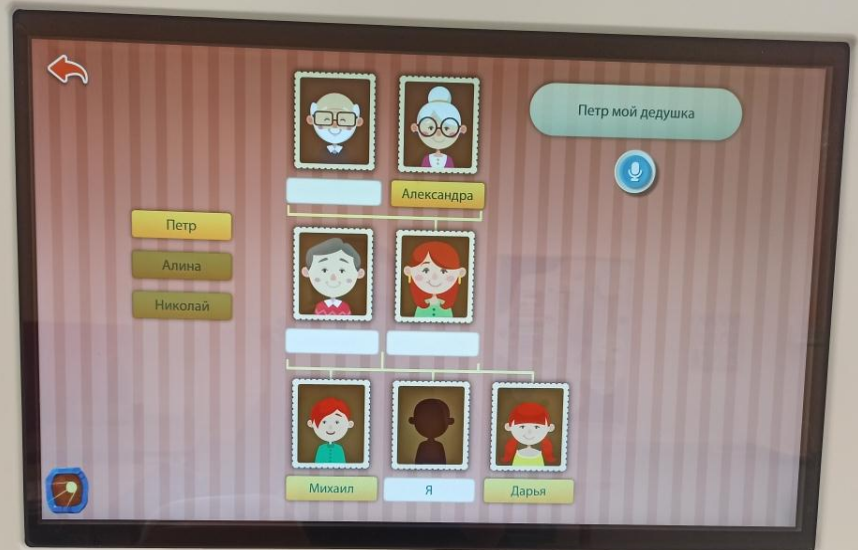 Петр мой дедушка
Александра
Петр
Алина
Николай
Михаил
Я
Дарья